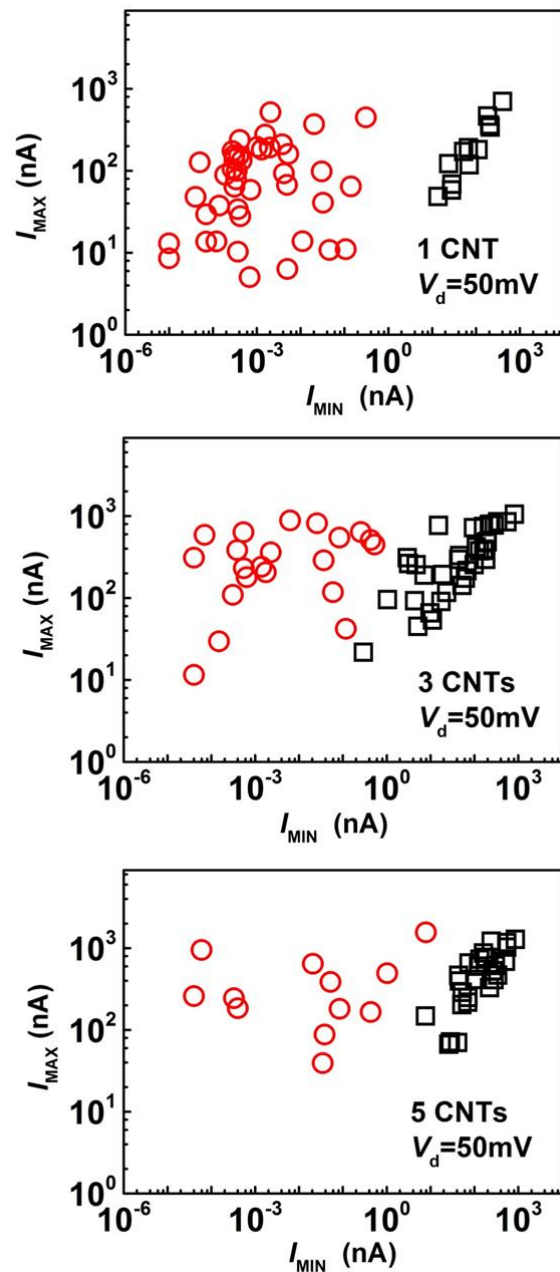 10³
10²
10¹
10⁰
I_MAX (nA)
1 CNT
V_d=50mV
10⁻⁶ 10⁻³ 10⁰ 10³
I_MIN (nA)
10³
10²
10¹
10⁰
I_MAX (nA)
3 CNTs
V_d=50mV
10⁻⁶ 10⁻³ 10⁰ 10³
I_MIN (nA)
10³
10²
10¹
10⁰
I_MAX (nA)
5 CNTs
V_d=50mV
10⁻⁶ 10⁻³ 10⁰ 10³
I_MIN (nA)